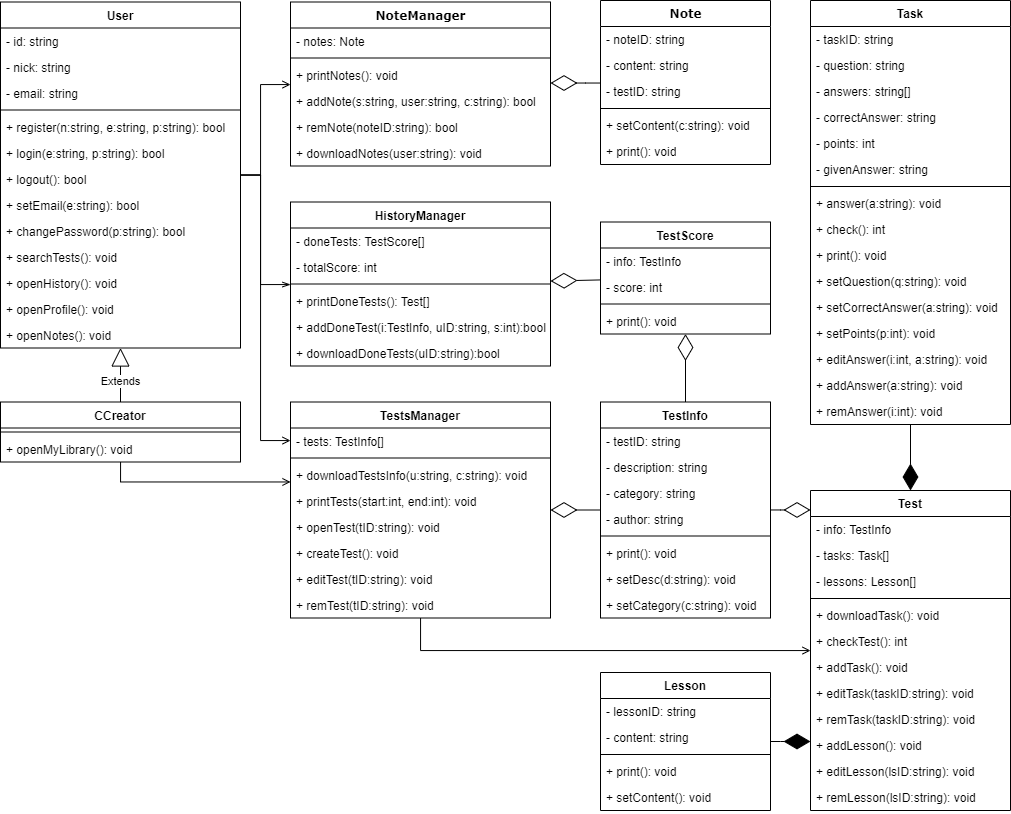 User
- id: string
- nick: string
- email: string
+ register(n:string, e:string, p:string): bool
+ login(e:string, p:string): bool
+ logout(): bool
+ setEmail(e:string): bool
+ changePassword(p:string): bool
+ searchTests(): void
+ openHistory(): void
+ openProfile(): void
+ openNotes(): void
Extends
CCreator
+ openMyLibrary(): void
NoteManager
- notes: Note
+ printNotes(): void
+ addNote(s:string, user:string, c:string): bool
+ remNote(noteID:string): bool
+ downloadNotes(user:string): void
HistoryManager
- doneTests: TestScore[]
- totalScore: int
+ printDoneTests(): Test[]
+ addDoneTest(i:TestInfo, uID:string, s:int):bool
+ downloadDoneTests(uID:string):bool
TestsManager
- tests: TestInfo[]
+ downloadTestsInfo(u:string, c:string): void
+ printTests(start:int, end:int): void
+ openTest(tID:string): void
+ createTest(): void
+ editTest(tID:string): void
+ remTest(tID:string): void
Note
- noteID: string
- content: string
- testID: string
+ setContent(c:string): void
+ print(): void
TestScore
- info: TestInfo
- score: int
+ print(): void
TestInfo
- testID: string
- description: string
- category: string
- author: string
+ print(): void
+ setDesc(d:string): void
+ setCategory(c:string): void
Lesson
- lessonID: string
- content: string
+ print(): void
+ setContent(): void
Task
- taskID: string
- question: string
- answers: string[]
- correctAnswer: string
- points: int
- givenAnswer: string
+ answer(a:string): void
+ check(): int
+ print(): void
+ setQuestion(q:string): void
+ setCorrectAnswer(a:string): void
+ setPoints(p:int): void
+ editAnswer(i:int, a:string): void
+ addAnswer(a:string): void
+ remAnswer(i:int): void
Test
- info: TestInfo
- tasks: Task[]
- lessons: Lesson[]
+ downloadTask(): void
+ checkTest(): int
+ addTask(): void
+ editTask(taskID:string): void
+ remTask(taskID:string): void
+ addLesson(): void
+ editLesson(lsID:string): void
+ remLesson(lsID:string): void